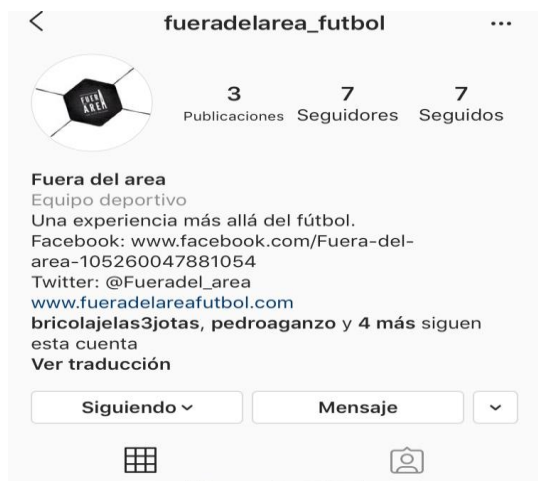 fueradelarea_futbol
FUERA
AREA
3 7 7
Publicaciones Seguidores Seguidos
Fuera del area
Equipo deportivo
Una experiencia más allá del fútbol.
Facebook: www.facebook.com/Fuera-del-
area-105260047881054
Twitter: @Fueradel_area
www.fueradelareafutbol.com
bricolajelas3jotas, pedroaganzo y 4 más siguen
esta cuenta
Ver traducción
Siguiendo Mensaje